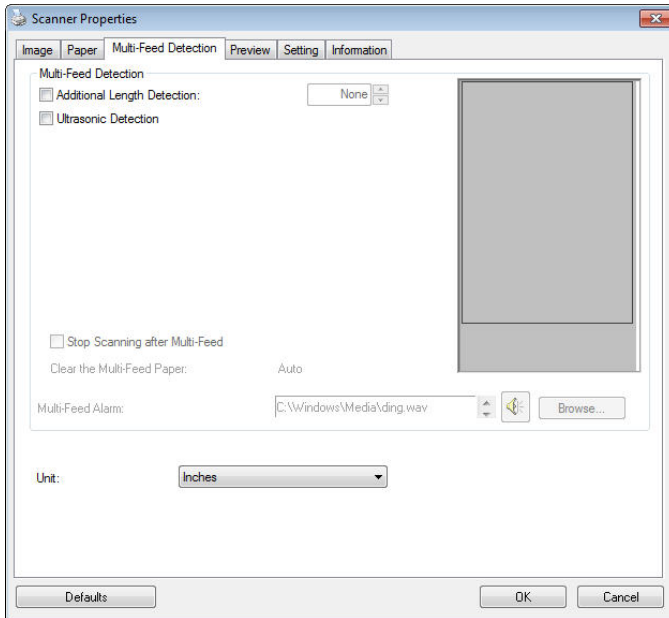 Scanner Properties
Image Paper Multi-Feed Detection Preview Setting Information
Multi-Feed Detection
Additional Length Detection: None
Ultrasonic Detection
Stop Scanning after Multi-Feed
Clear the Multi-Feed Paper: Auto
Multi-Feed Alarm: C:\Windows\Media\ding.wav Browse...
Unit: Inches
Defaults OK Cancel